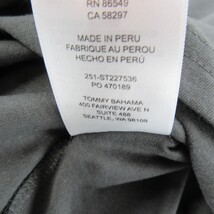 RN 86549
CA 58297
MADE IN PERU
FABRIQUÉ AU PEROU
HECHO EN PERÚ
251-ST227536
PO 470189
TOMMY BAHAMA
400 FAIRVIEW AVE N
SUITE 488
SEATTLE, WA 98109